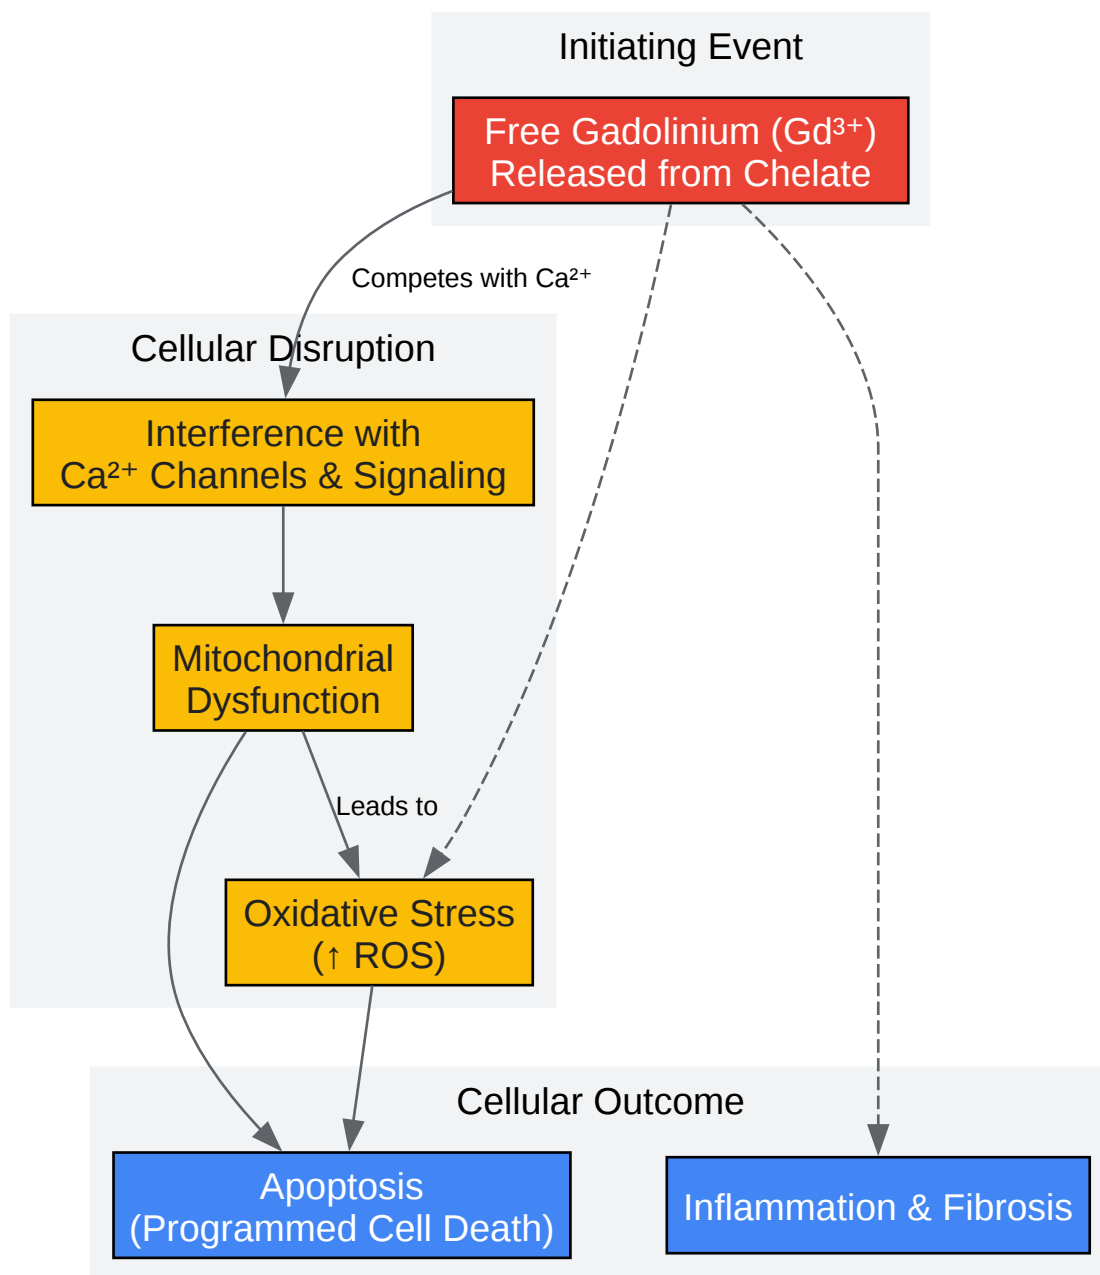 Initiating Event
Free Gadolinium (Gd³⁺)
Released from Chelate
Competes with Ca²⁺
Cellular Disruption
Interference with
Ca²⁺ Channels & Signaling
Mitochondrial
Dysfunction
Leads to
Oxidative Stress
(↑ ROS)
Cellular Outcome
Apoptosis
(Programmed Cell Death)
Inflammation & Fibrosis